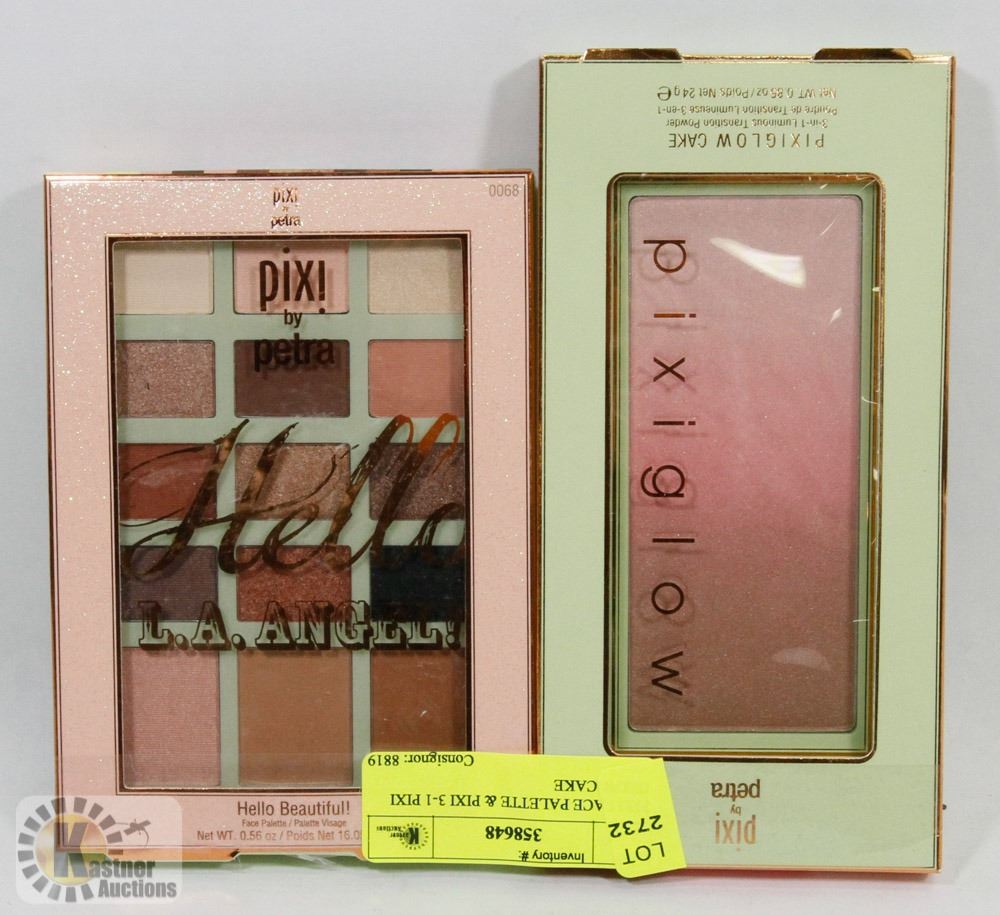 pixi
by
petra
0068
pixi
by
petra
Hello
L.A. ANGEL!
Hello Beautiful!
Face Palette / Palette Visage
Net WT. 0.56 oz / Poids Net 16.0
PIXIGLOW CAKE
3-in-1 Luminous Transition Powder
Poudre de Transition Lumineuse 3-en-1
Net WT 0.85 oz / Poids Net 24 g e
pixiglow
pixi
by
petra
LOT
2732
Inventory #:
358648
Kastner
Auctions
ACE PALETTE & PIXI 3-1 PIXI
CAKE
Consignor: 8819
Kastner
Auctions